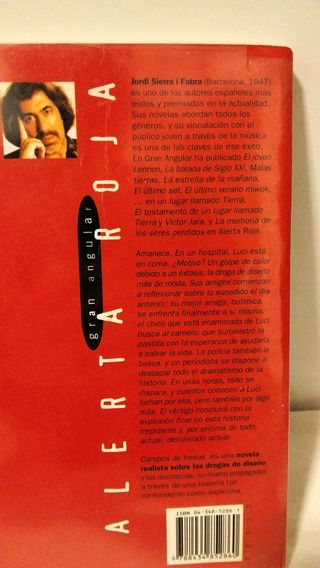 Jordi Sierra i Fabra (Barcelona, 1947)
es uno de los autores españoles más
leídos y premiados en la actualidad.
Sus novelas abordan todos los
géneros, y su vinculación con el
público joven a través de la música
es una de las claves de ese éxito.
En Gran Angular ha publicado El joven
Lennon, La balada de Siglo XXI, Malas
tierras, La estrella de la mañana,
El último set, El último verano miwok,
... en un lugar llamado Tierra,
El testamento de un lugar llamado
Tierra y Víctor Jara, y La memoria de
los seres perdidos en Alerta Roja.
Amanece. En un hospital, Luci está
en coma. ¿Motivo? Un golpe de calor
debido a un éxtasis, la droga de diseño
más de moda. Sus amigos comienzan
a reflexionar sobre lo sucedido el día
anterior: su mejor amiga, bulímica,
se enfrenta finalmente a sí misma;
el chico que está enamorado de Luci
busca al camello que suministró la
pastilla con la esperanza de ayudarla
a salvar la vida. La policía también la
busca, y un periodista se dispone a
destapar todo el dramatismo de la
historia. En unas horas, todo se
dispara, y cuantos conocen a Luci
luchan por ella, pero también por algo
más. El vértigo concluirá con la
explosión final en esta historia
trepidante y, por encima de todo,
actual, demasiado actual
Campos de fresas es una novela
realista sobre las drogas de diseño
y las discotecas, su marco propagador,
a través de una historia tan
contundente como explosiva.
ISBN 84-348-5286-1
9 788434 852860
ALERTA ROJA
gran angular